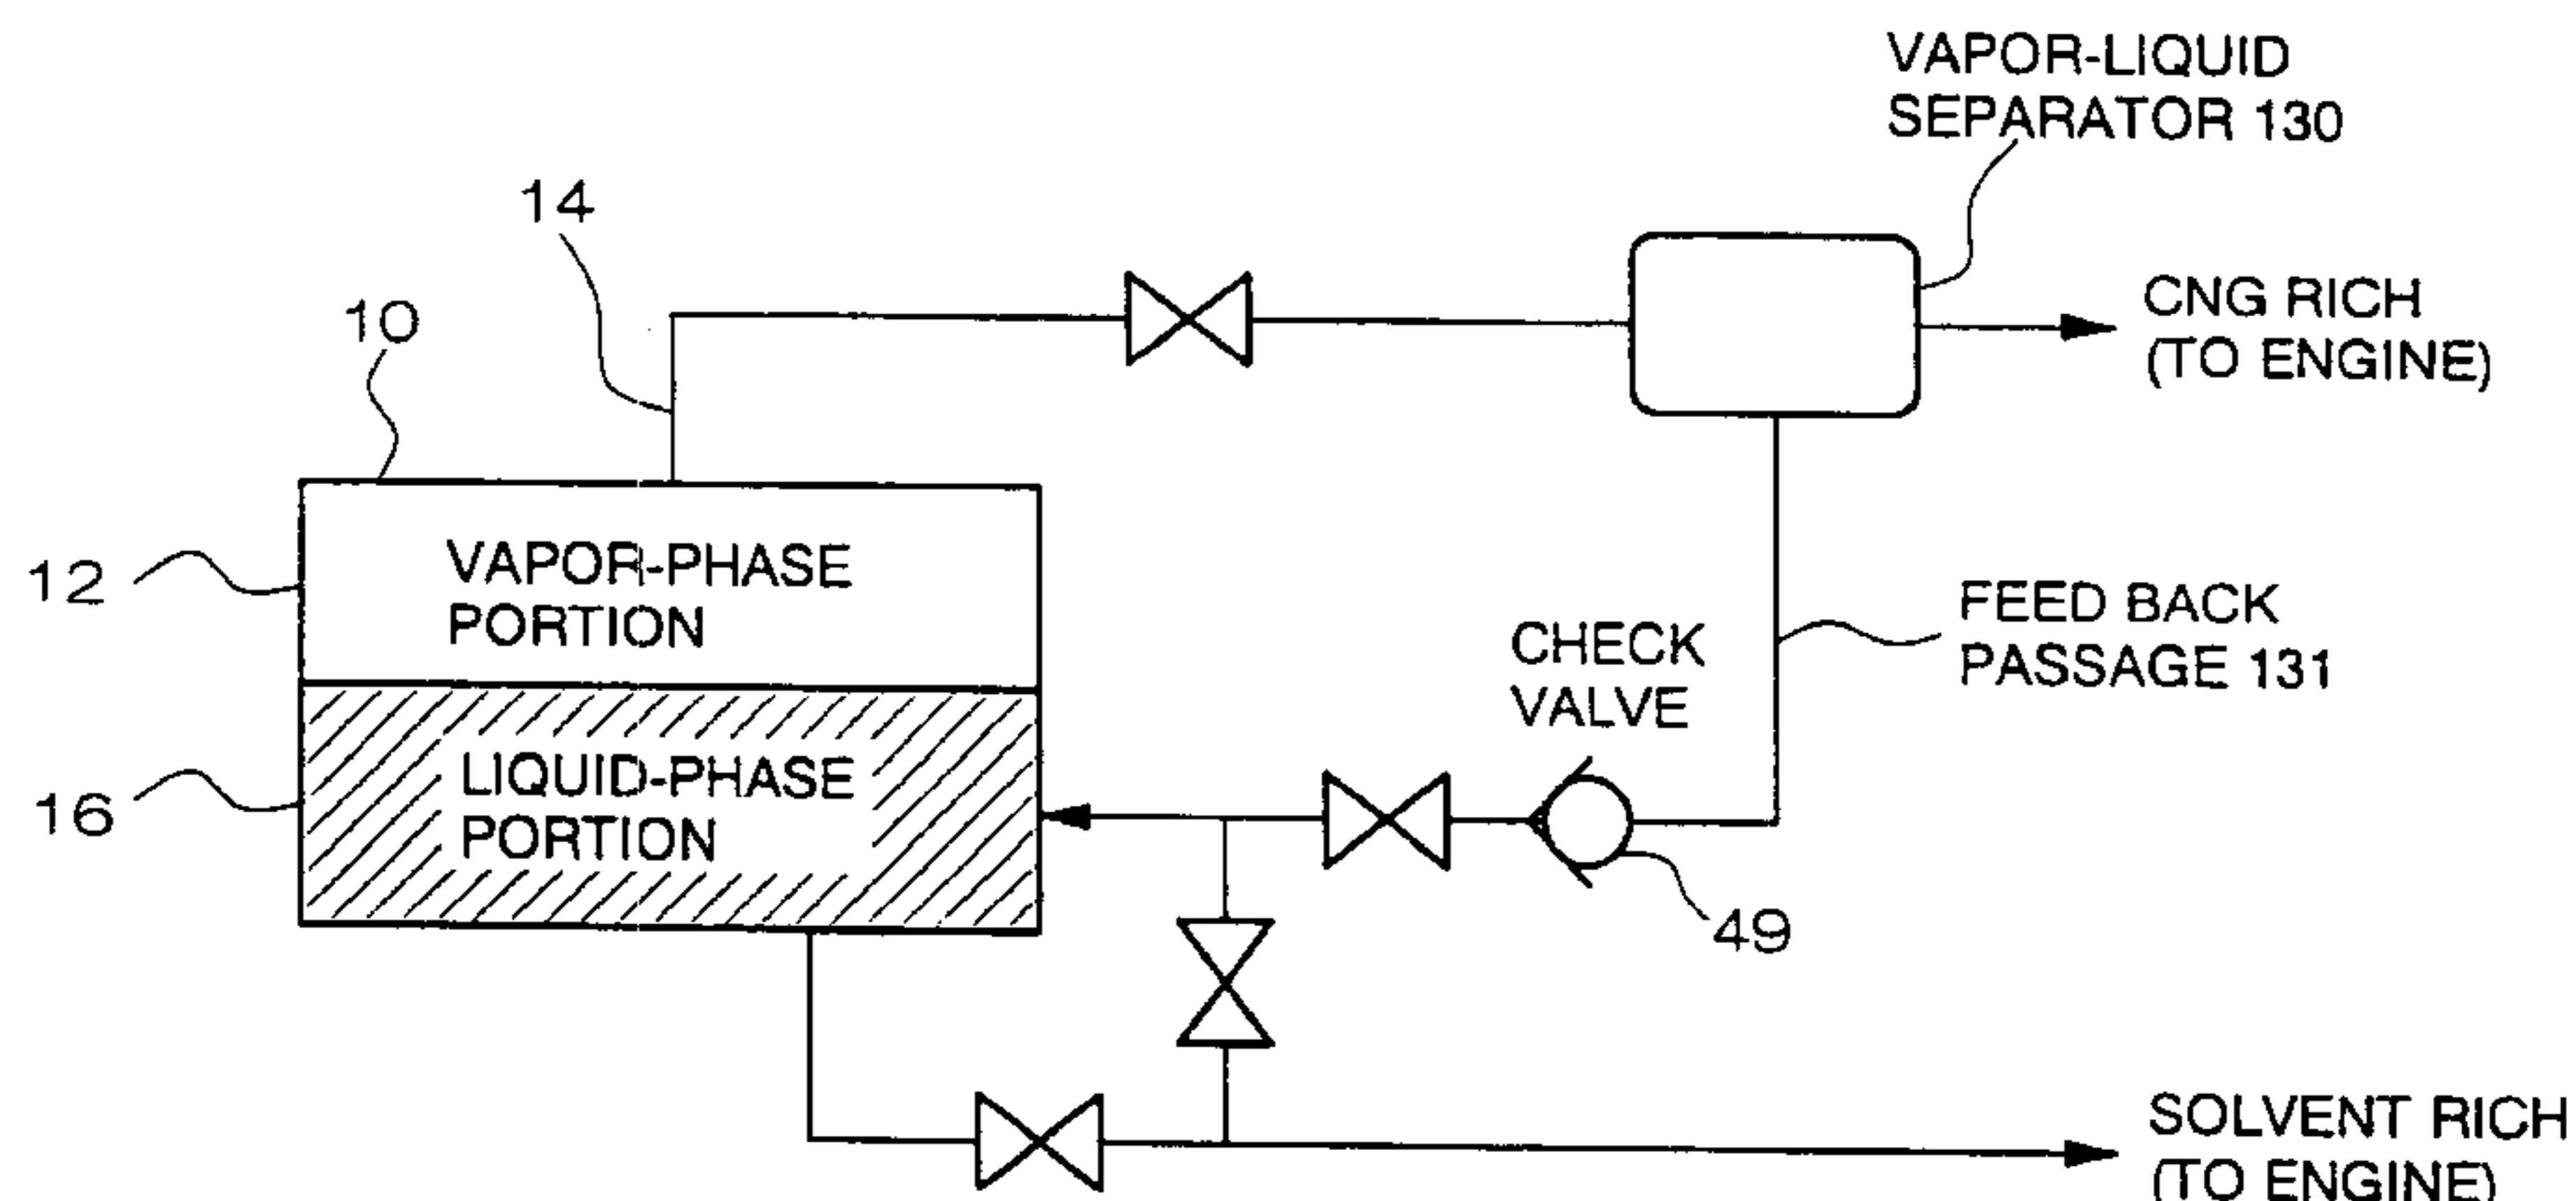 VAPOR-LIQUID
SEPARATOR 130
14
10
CNG RICH
(TO ENGINE)
12
VAPOR-PHASE
PORTION
FEED BACK
PASSAGE 131
CHECK
VALVE
16
LIQUID-PHASE
PORTION
49
SOLVENT RICH
(TO ENGINE)